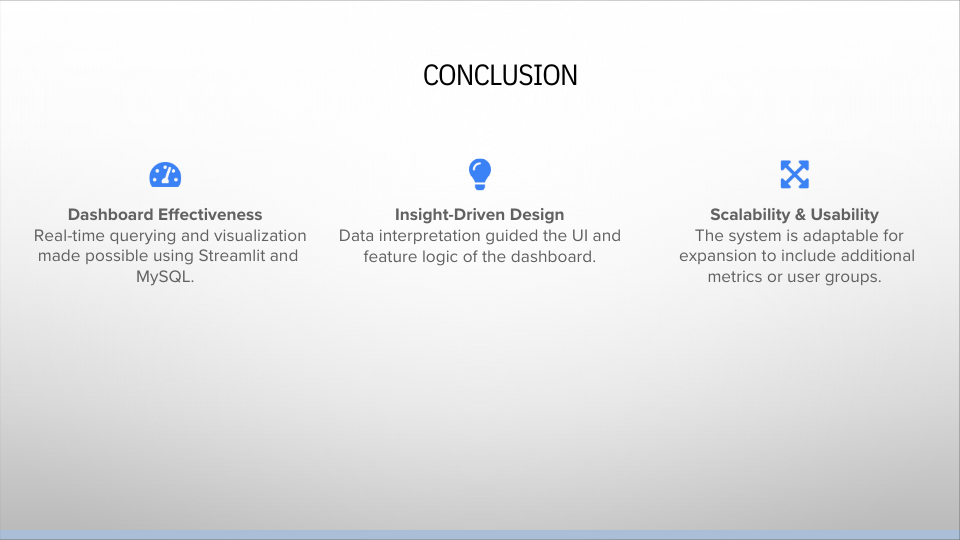 CONCLUSION
Dashboard Effectiveness
Real-time querying and visualization
made possible using Streamlit and
MySQL.
Insight-Driven Design
Data interpretation guided the UI and
feature logic of the dashboard.
Scalability & Usability
The system is adaptable for
expansion to include additional
metrics or user groups.